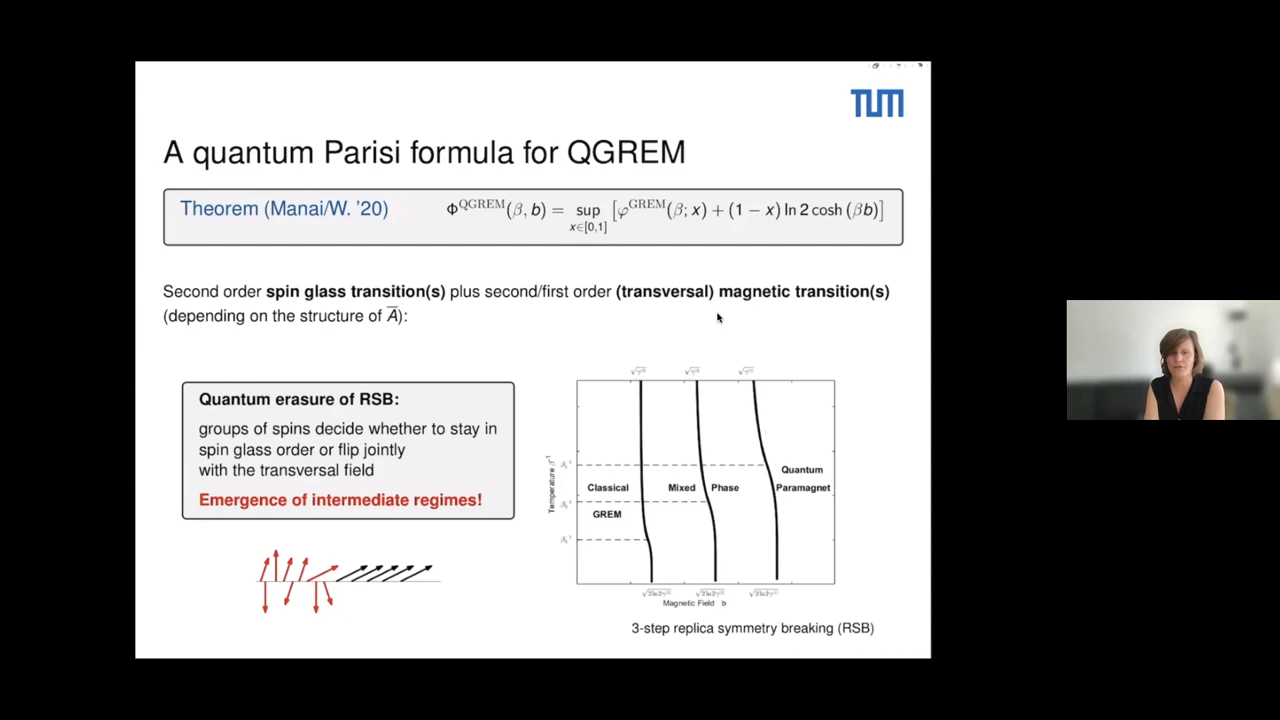 TUM
A quantum Parisi formula for QGREM
Theorem (Manai/W. '20) Φ^QGREM(β, b) = sup_{x∈[0,1]} [φ^GREM(β; x) + (1 − x) ln 2 cosh (βb)]
Second order spin glass transition(s) plus second/first order (transversal) magnetic transition(s)
(depending on the structure of A̅):
Quantum erasure of RSB:
groups of spins decide whether to stay in
spin glass order or flip jointly
with the transversal field
Emergence of intermediate regimes!
Temperature β⁻¹
Quantum
Classical Mixed Phase Paramagnet
GREM
Magnetic Field b
3-step replica symmetry breaking (RSB)